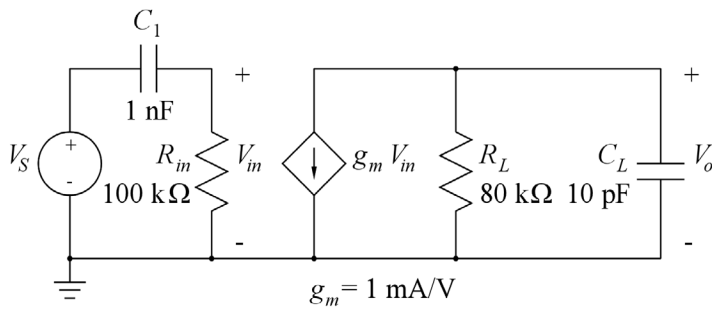 C1
1 nF
VS
+
-
Rin
100 kΩ
+
Vin
-
gm Vin
RL
80 kΩ
CL
10 pF
+
Vo
-
gm= 1 mA/V